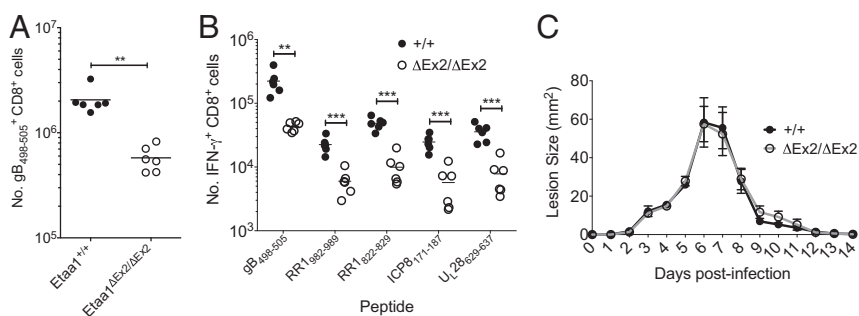 A
No. gB498-505+ CD8+ cells
10^7
10^6
10^5
**
Etaa1+/+
Etaa1ΔEx2/ΔEx2
B
No. IFN-γ+ CD8+ cells
10^6
10^5
10^4
10^3
+/+
ΔEx2/ΔEx2
**
***
***
***
***
gB498-505
RR1982-989
RR1822-829
ICP8171-187
UL28629-637
Peptide
C
Lesion Size (mm2)
80
60
40
20
0
+/+
ΔEx2/ΔEx2
0 1 2 3 4 5 6 7 8 9 10 11 12 13 14
Days post-infection